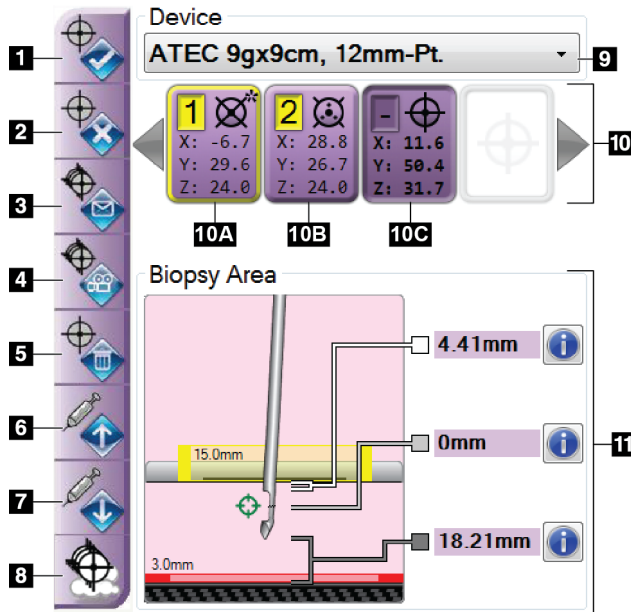 Device
1
ATEC 9gx9cm, 12mm-Pt.
9
2
1
X: -6.7
Y: 29.6
Z: 24.0
2
X: 28.8
Y: 26.7
Z: 24.0
-
X: 11.6
Y: 50.4
Z: 31.7
10
3
10A
10B
10C
4
Biopsy Area
5
4.41mm
i
6
15.0mm
0mm
i
11
7
18.21mm
i
8
3.0mm